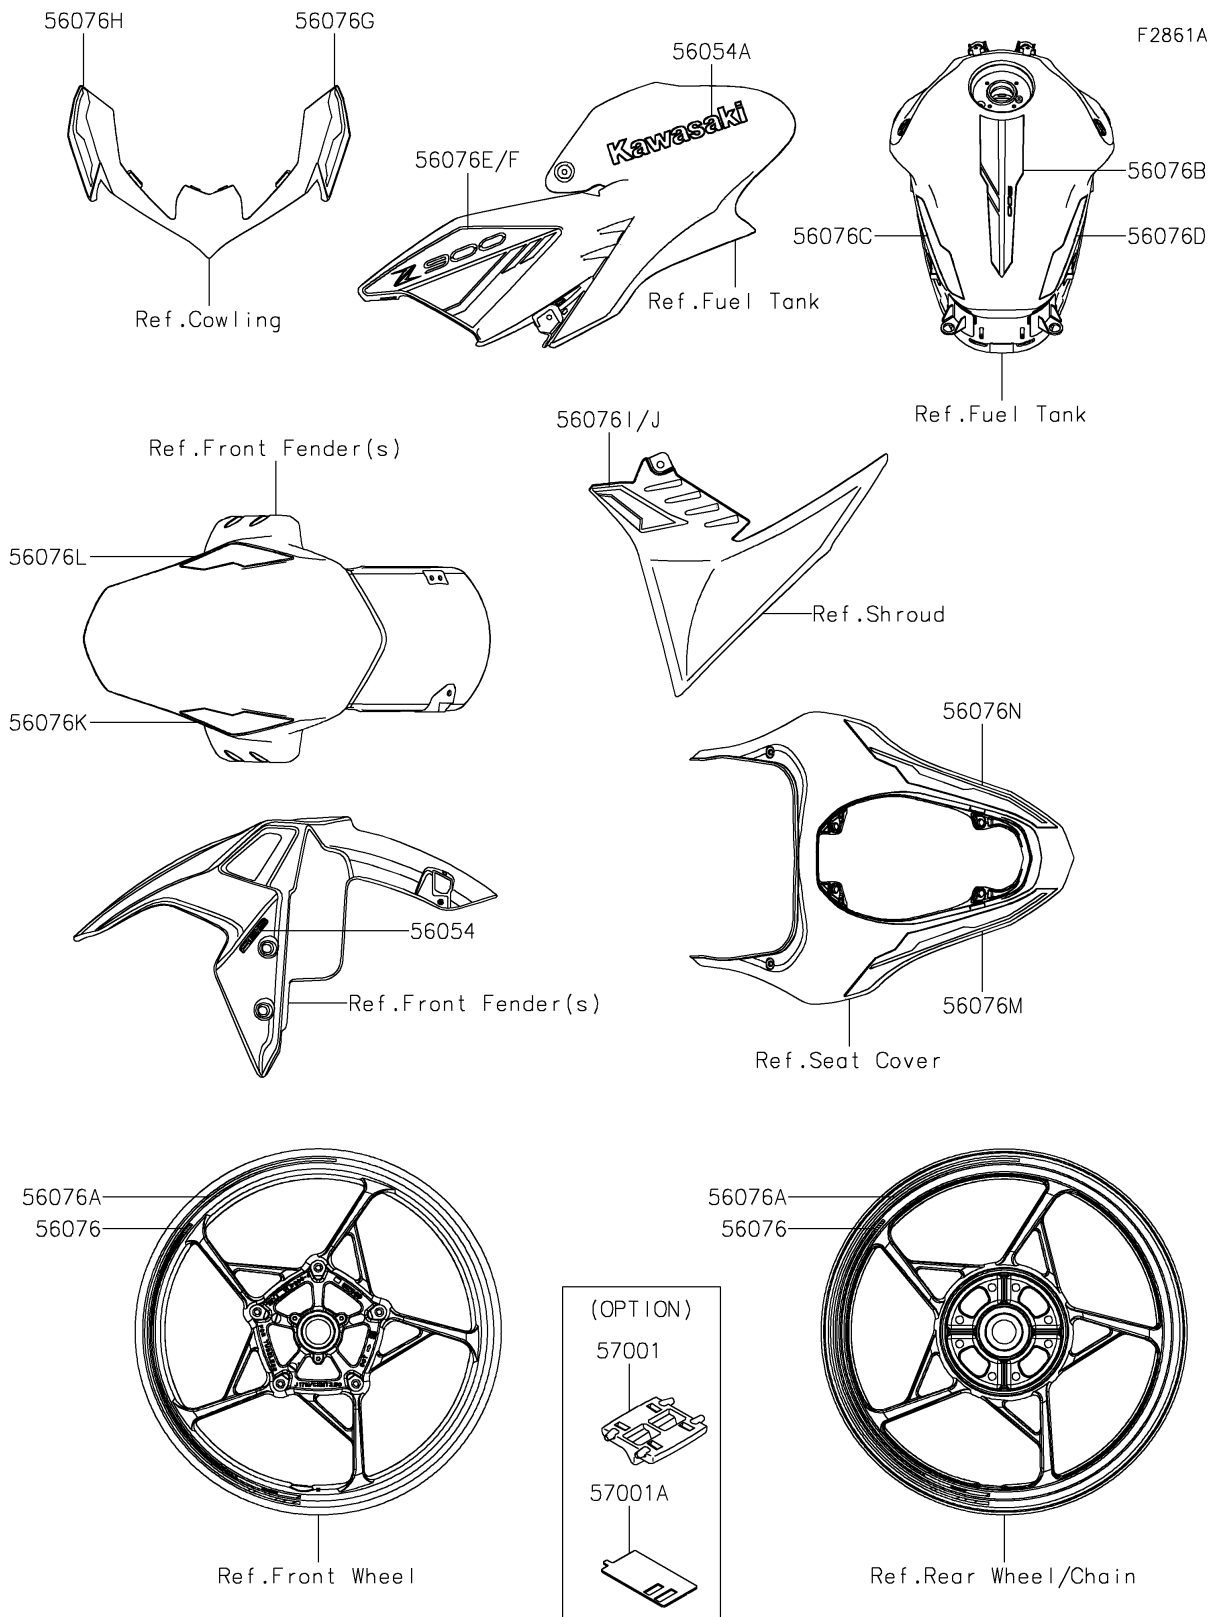 56076H
56076G
56054A
F2861A
Kawasaki
56076E/F
Z900
56076B
900
56076C
56076D
Ref.Cowling
Ref.Fuel Tank
Ref.Fuel Tank
56076I/J
Ref.Front Fender(s)
56076L
Ref.Shroud
56076K
56076N
56054
Ref.Front Fender(s)
56076M
Ref.Seat Cover
56076A
56076
56076A
56076
(OPTION)
57001
57001A
Ref.Front Wheel
Ref.Rear Wheel/Chain